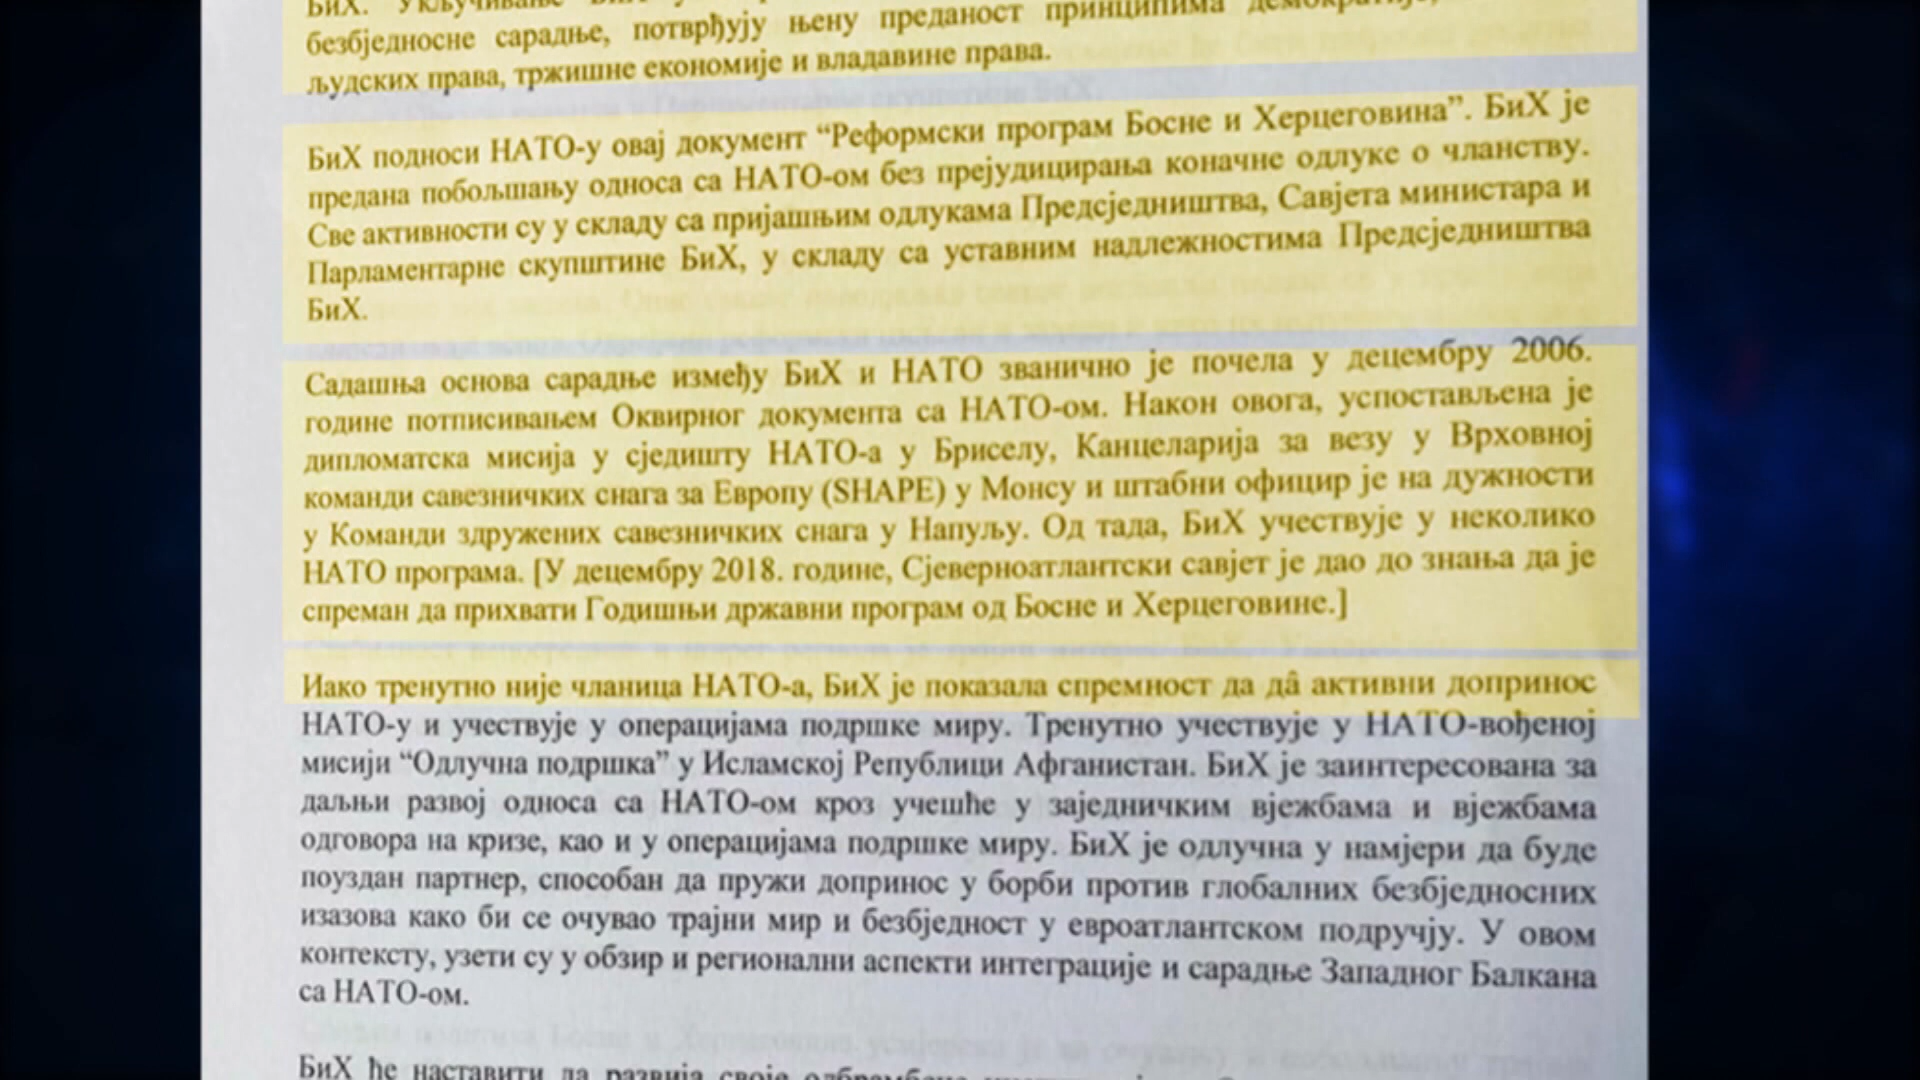 БиХ. Укључивање
безбједносне сарадње, потврђују њену преданост принципима
људских права, тржишне економије и владавине права.
БиХ подноси НАТО-у овај документ “Реформски програм Босне и Херцеговина”. БиХ је
предана побољшању односа са НАТО-ом без прејудицирања коначне одлуке о чланству.
Све активности су у складу са пријашњим одлукама Предсједништва, Савјета министара и
Парламентарне скупштине БиХ, у складу са уставним надлежностима Предсједништва
БиХ.
Садашња основа сарадње између БиХ и НАТО званично је почела у децембру 2006.
године потписивањем Оквирног документа са НАТО-ом. Након овога, успостављена је
дипломатска мисија у сједишту НАТО-а у Бриселу, Канцеларија за везу у Врховној
команди савезничких снага за Европу (SHAPE) у Монсу и штабни официр је на дужности
у Команди здружених савезничких снага у Напуљу. Од тада, БиХ учествује у неколико
НАТО програма. [У децембру 2018. године, Сјеверноатлантски савјет је дао до знања да је
спреман да прихвати Годишњи државни програм од Босне и Херцеговине.]
Иако тренутно није чланица НАТО-а, БиХ је показала спремност да дâ активни допринос
НАТО-у и учествује у операцијама подршке миру. Тренутно учествује у НАТО-вођеној
мисији “Одлучна подршка” у Исламској Републици Афганистан. БиХ је заинтересована за
даљњи развој односа са НАТО-ом кроз учешће у заједничким вјежбама и вјежбама
одговора на кризе, као и у операцијама подршке миру. БиХ је одлучна у намјери да буде
поуздан партнер, способан да пружи допринос у борби против глобалних безбједносних
изазова како би се очувао трајни мир и безбједност у евроатлантском подручју. У овом
контексту, узети су у обзир и регионални аспекти интеграције и сарадње Западног Балкана
са НАТО-ом.
БиХ ће наставити да развија своје одбрамбене